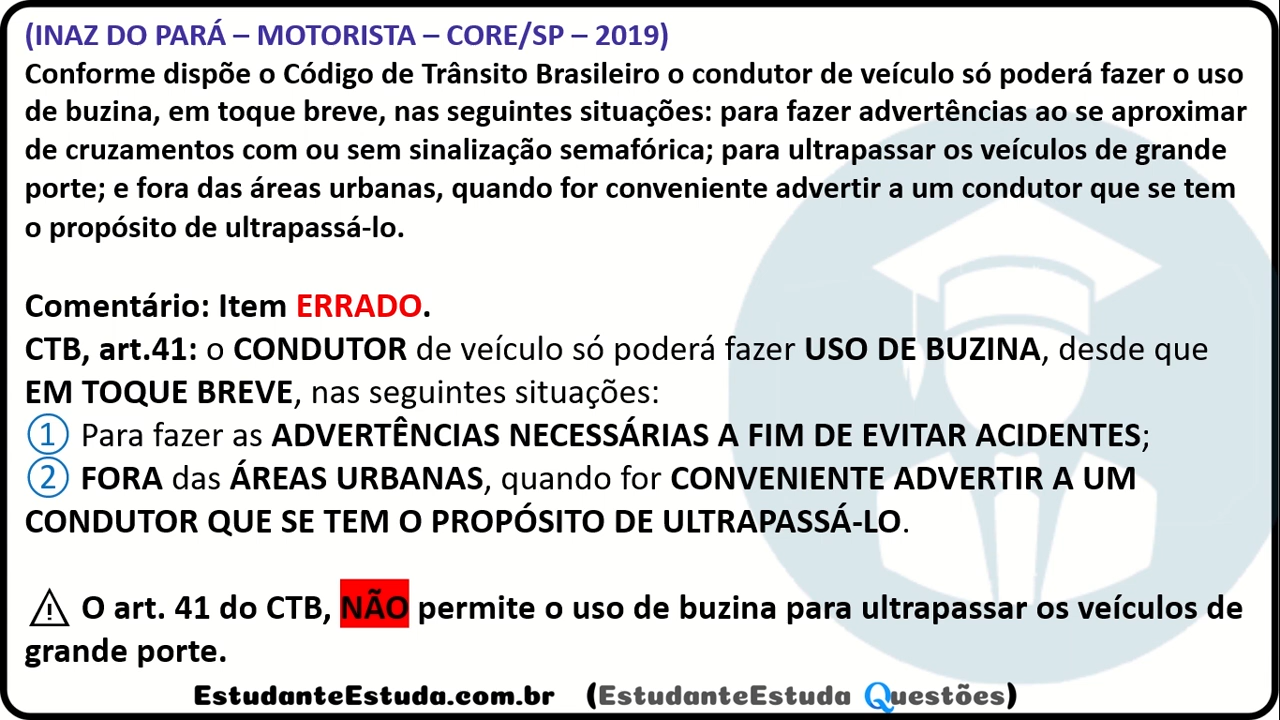 (INAZ DO PARÁ – MOTORISTA – CORE/SP – 2019)
Conforme dispõe o Código de Trânsito Brasileiro o condutor de veículo só poderá fazer o uso
de buzina, em toque breve, nas seguintes situações: para fazer advertências ao se aproximar
de cruzamentos com ou sem sinalização semafórica; para ultrapassar os veículos de grande
porte; e fora das áreas urbanas, quando for conveniente advertir a um condutor que se tem
o propósito de ultrapassá-lo.
Comentário: Item ERRADO.
CTB, art.41: o CONDUTOR de veículo só poderá fazer USO DE BUZINA, desde que
EM TOQUE BREVE, nas seguintes situações:
① Para fazer as ADVERTÊNCIAS NECESSÁRIAS A FIM DE EVITAR ACIDENTES;
② FORA das ÁREAS URBANAS, quando for CONVENIENTE ADVERTIR A UM
CONDUTOR QUE SE TEM O PROPÓSITO DE ULTRAPASSÁ-LO.
⚠ O art. 41 do CTB, NÃO permite o uso de buzina para ultrapassar os veículos de
grande porte.
EstudanteEstuda.com.br (EstudanteEstuda Questões)